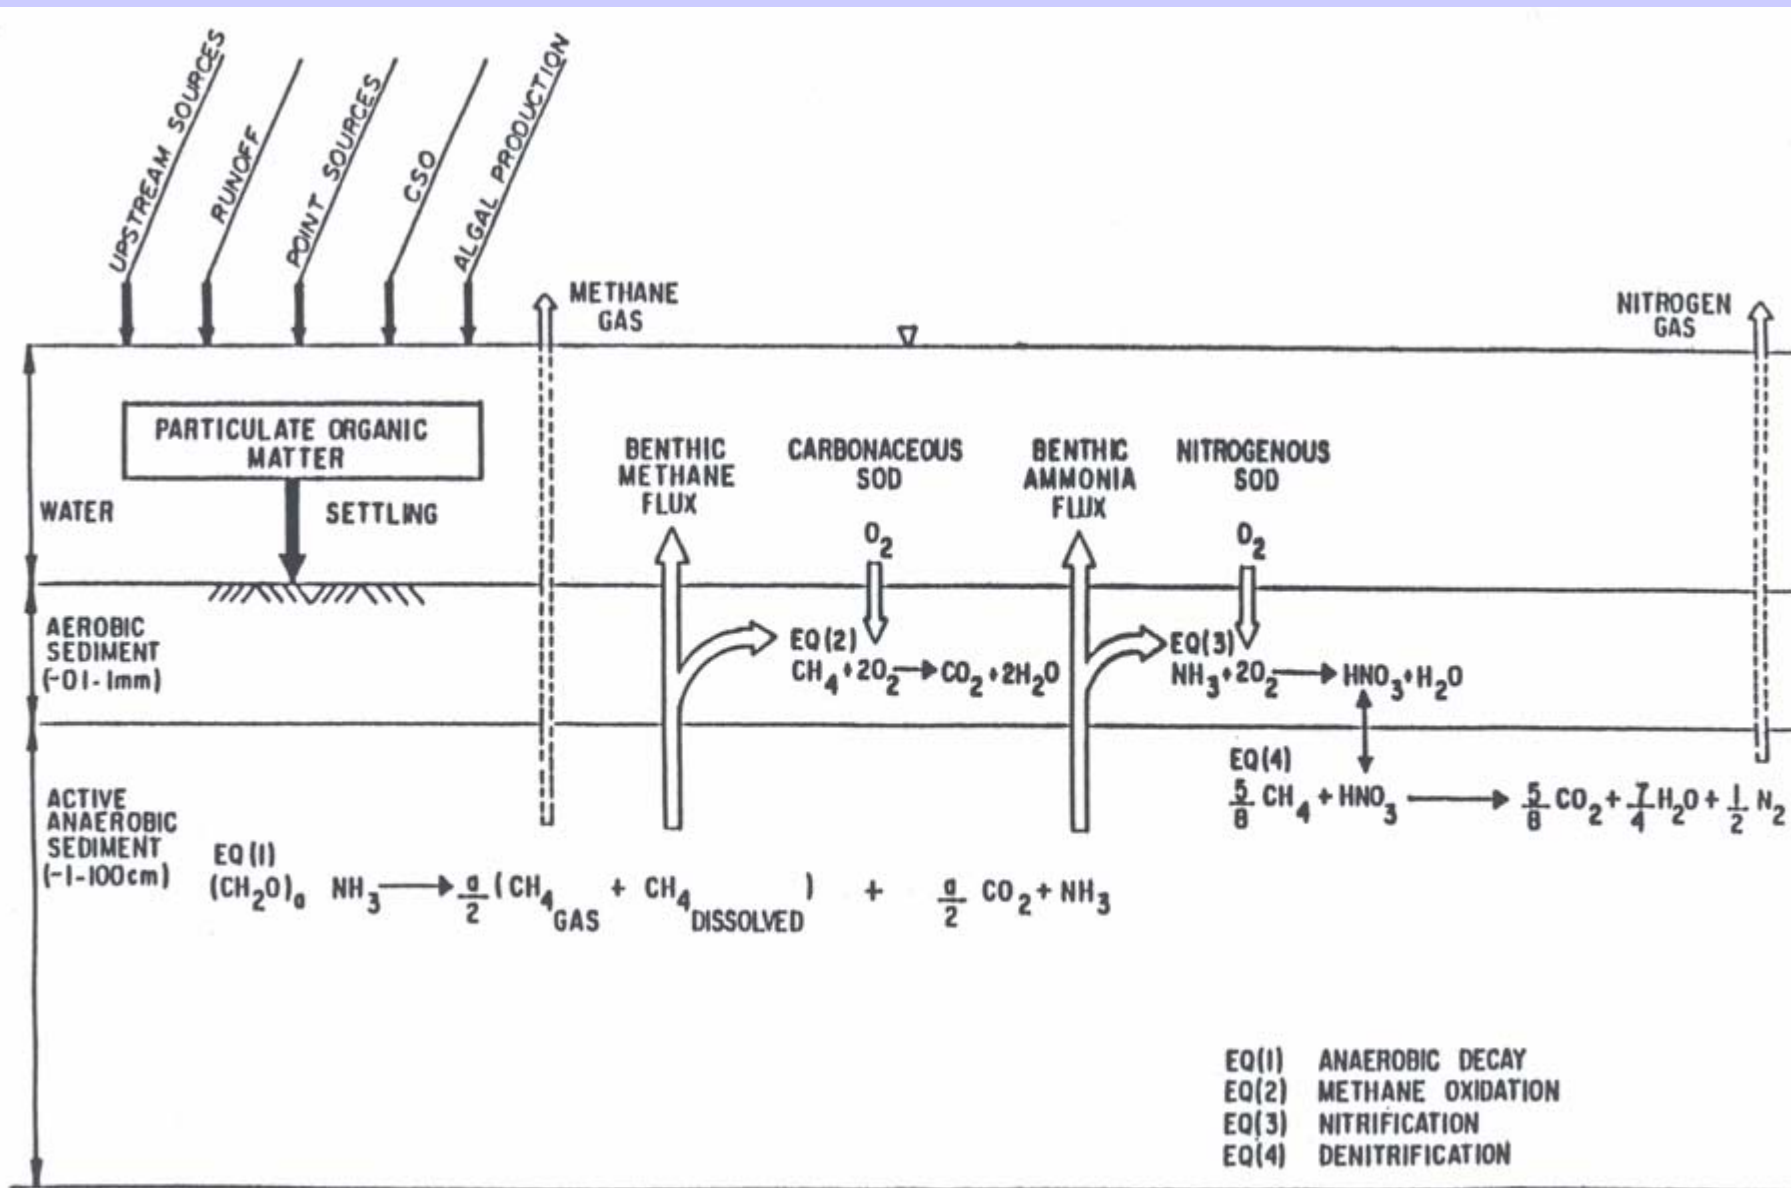 UPSTREAM SOURCES
RUNOFF
POINT SOURCES
CSO
ALGAL PRODUCTION
METHANE
GAS
NITROGEN
GAS
PARTICULATE ORGANIC
MATTER
WATER
SETTLING
BENTHIC
METHANE
FLUX
CARBONACEOUS
SOD
O₂
BENTHIC
AMMONIA
FLUX
NITROGENOUS
SOD
O₂
AEROBIC
SEDIMENT
(~01-1mm)
EQ(2)
CH₄+2O₂→CO₂+2H₂O
EQ(3)
NH₃+2O₂→HNO₃+H₂O
EQ(4)
5/8 CH₄ + HNO₃ → 5/8 CO₂ + 7/4 H₂O + 1/2 N₂
ACTIVE
ANAEROBIC
SEDIMENT
(~1-100cm)
EQ(1)
(CH₂O)ₐ NH₃ → a/2 (CH₄ GAS + CH₄ DISSOLVED) + a/2 CO₂ + NH₃
EQ(1) ANAEROBIC DECAY
EQ(2) METHANE OXIDATION
EQ(3) NITRIFICATION
EQ(4) DENITRIFICATION